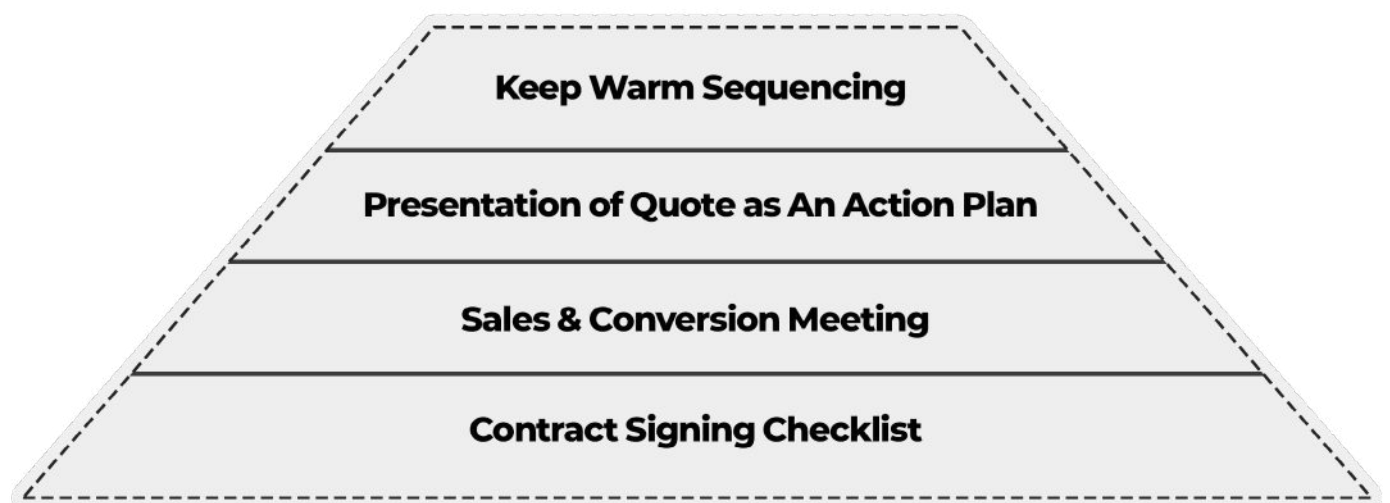 Keep Warm Sequencing
Presentation of Quote as An Action Plan
Sales & Conversion Meeting
Contract Signing Checklist